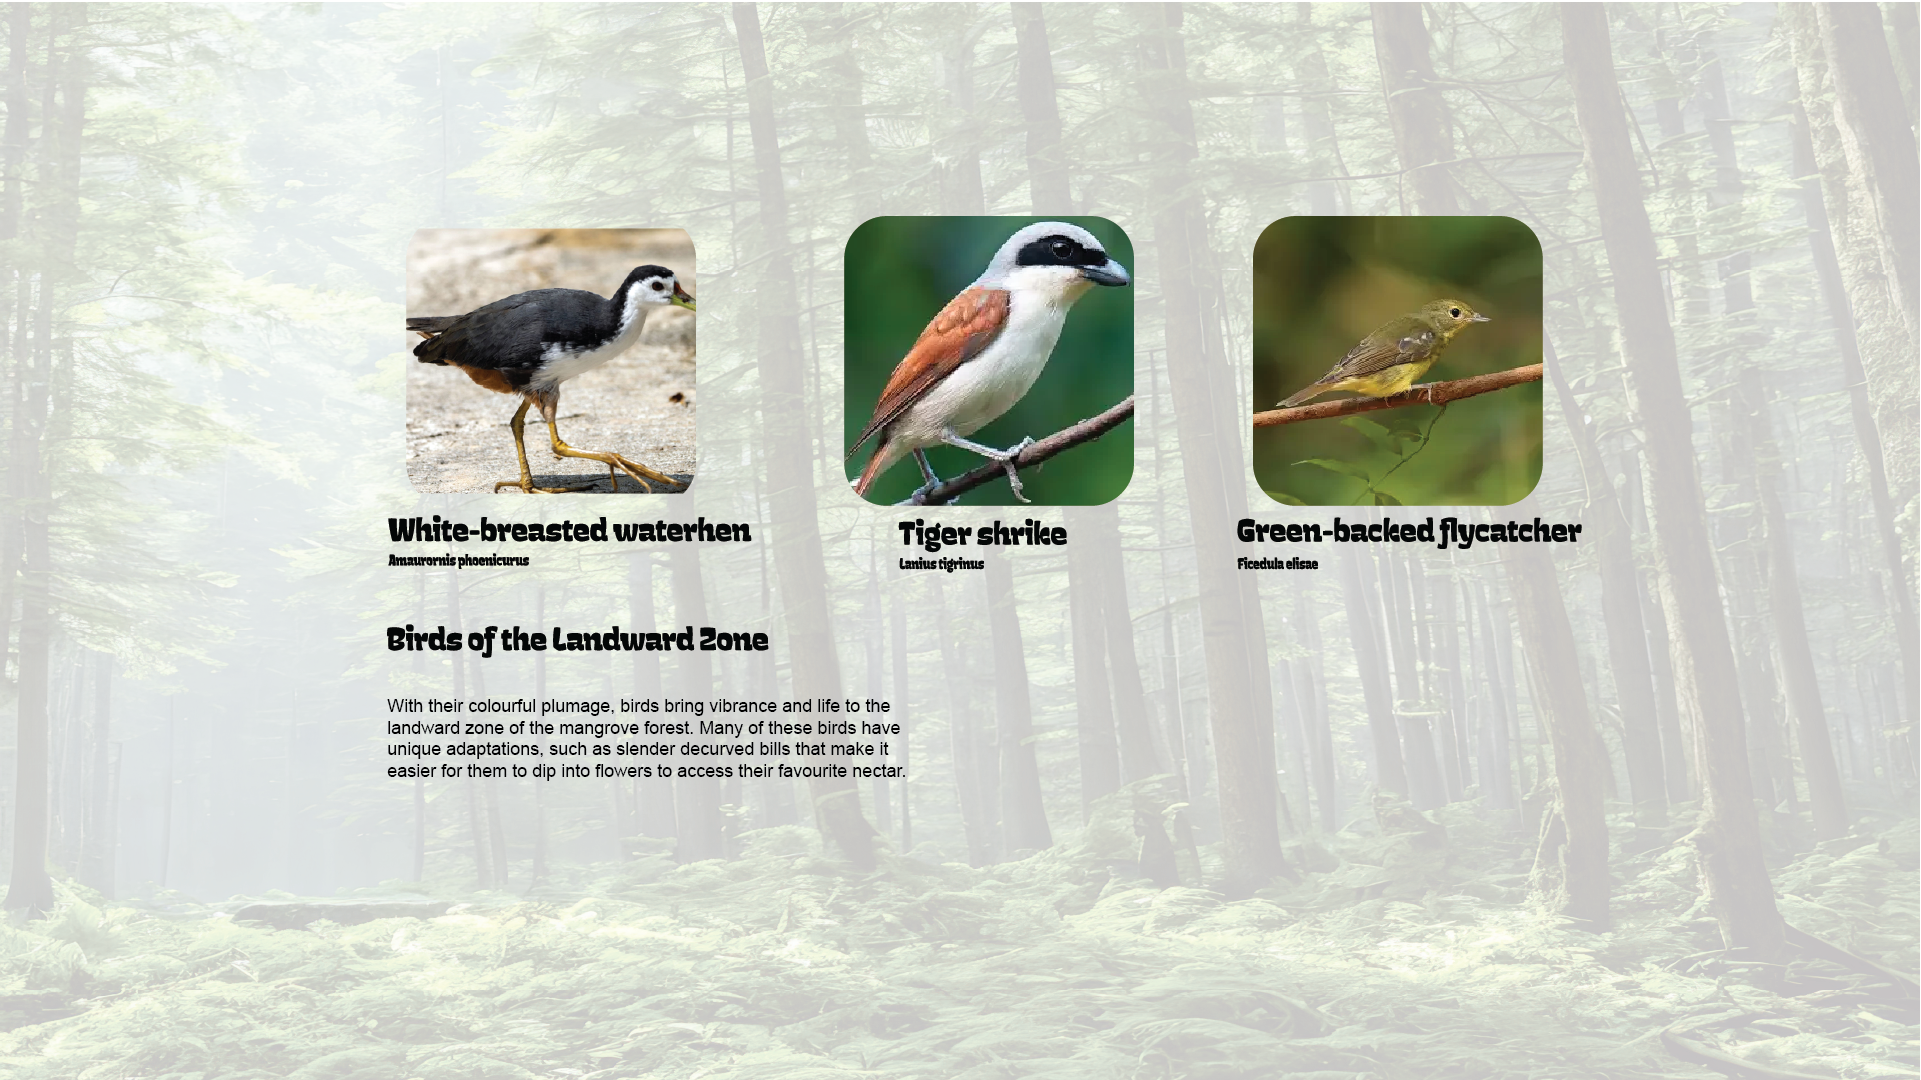 White-breasted waterhen
Amaurornis phoenicurus
Tiger shrike
Lanius tigrinus
Green-backed flycatcher
Ficedula elisae
Birds of the Landward Zone
With their colourful plumage, birds bring vibrance and life to the
landward zone of the mangrove forest. Many of these birds have
unique adaptations, such as slender decurved bills that make it
easier for them to dip into flowers to access their favourite nectar.